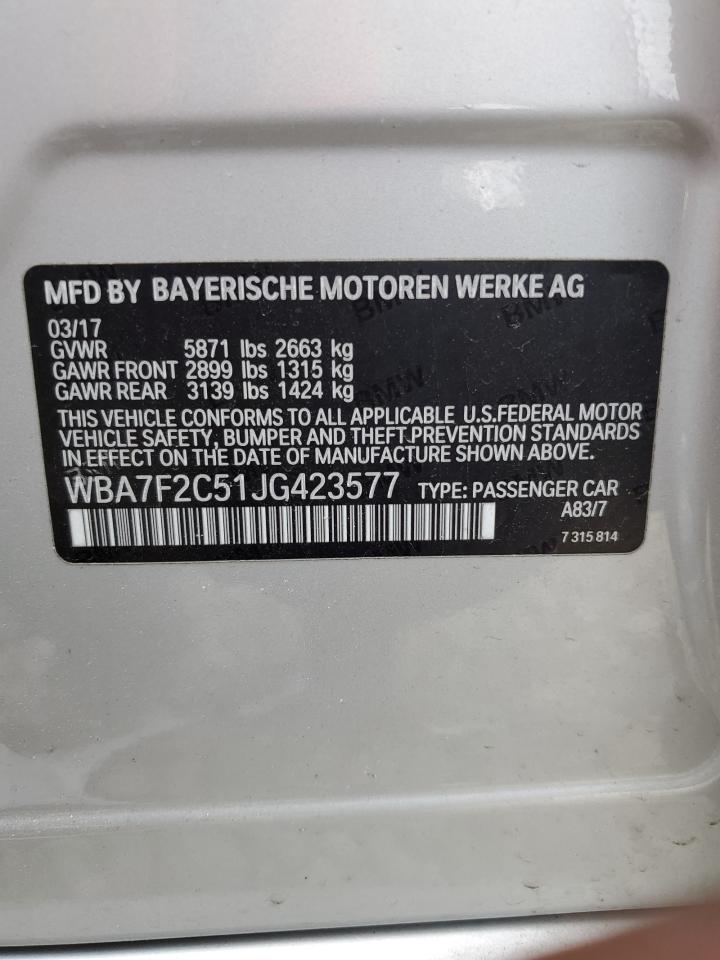 MFD BY BAYERISCHE MOTOREN WERKE AG
03/17
GVWR 5871 lbs 2663 kg
GAWR FRONT 2899 lbs 1315 kg
GAWR REAR 3139 lbs 1424 kg
THIS VEHICLE CONFORMS TO ALL APPLICABLE U.S.FEDERAL MOTOR
VEHICLE SAFETY, BUMPER AND THEFT.PREVENTION STANDARDS
IN EFFECT ON THE DATE OF MANUFACTURE SHOWN ABOVE.
WBA7F2C51JG423577 TYPE: PASSENGER CAR
A83/7
7 315 814
BMW